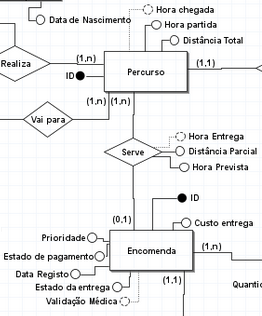 Hora chegada
Data de Nascimento
Hora partida
Distância Total
(1,n)
Realiza
Percurso
(1,1)
ID
(1,n)
(1,n)
Vai para
Hora Entrega
Serve
Distância Parcial
Hora Prevista
ID
(0,1)
Custo entrega
Prioridade
(1,n)
Encomenda
Estado de pagamento
Data Registo
(1,1)
Estado da entrega
Quanti
Validação Médica